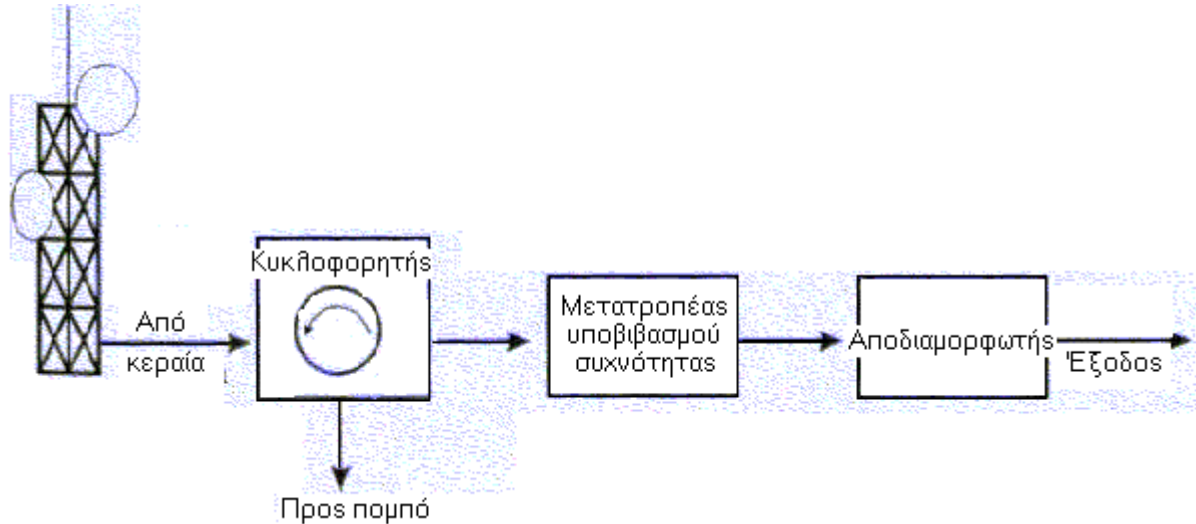 Κυκλοφορητής
Από
κεραία
Μετατροπέας
υποβιβασμού
συχνότητας
Αποδιαμορφωτής
Έξοδος
Προς πομπό